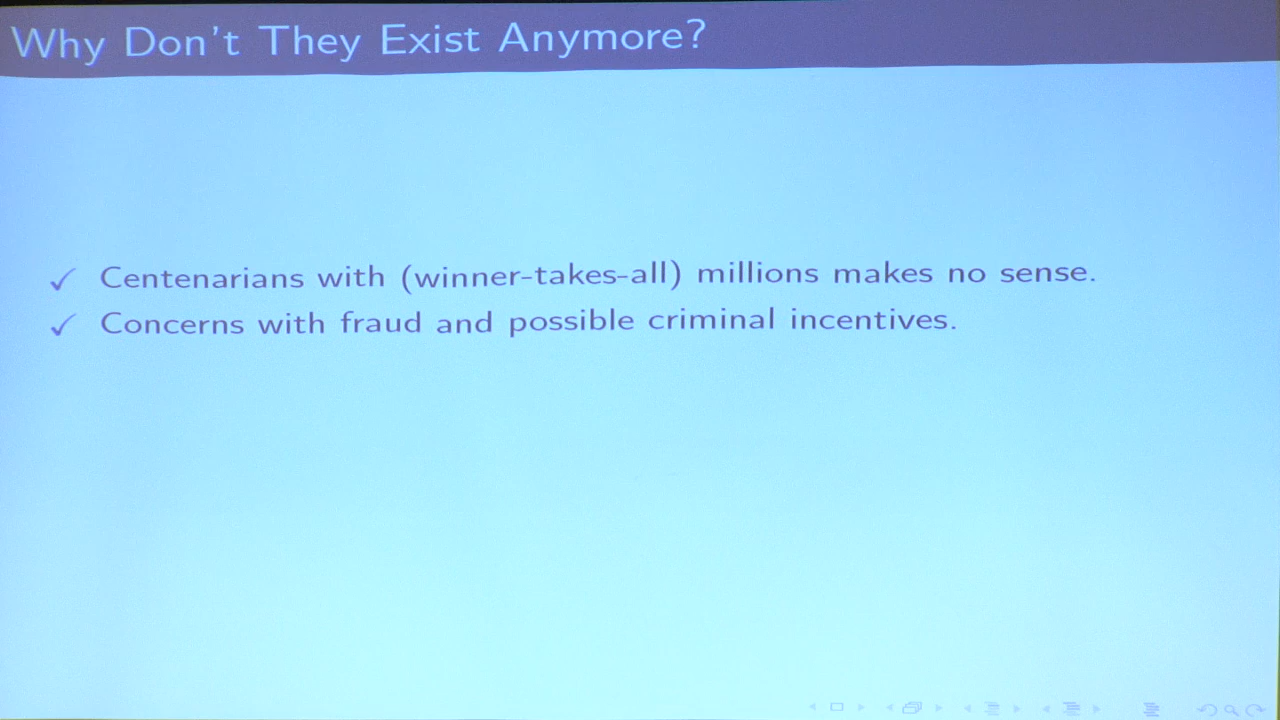 Why Don't They Exist Anymore?
Centenarians with (winner-takes-all) millions makes no sense.
Concerns with fraud and possible criminal incentives.